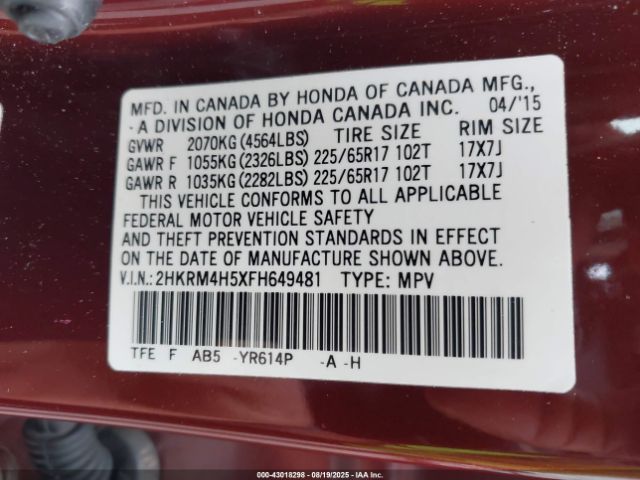 MFD. IN CANADA BY HONDA OF CANADA MFG.,
-A DIVISION OF HONDA CANADA INC. 04/'15
GVWR 2070KG(4564LBS) TIRE SIZE RIM SIZE
GAWR F 1055KG(2326LBS) 225/65R17 102T 17X7J
GAWR R 1035KG(2282LBS) 225/65R17 102T 17X7J
THIS VEHICLE CONFORMS TO ALL APPLICABLE
FEDERAL MOTOR VEHICLE SAFETY
AND THEFT PREVENTION STANDARDS IN EFFECT
ON THE DATE OF MANUFACTURE SHOWN ABOVE.
V.I.N.: 2HKRM4H5XFH649481 TYPE: MPV
TFE F AB5 -YR614P -A -H
000-43018298 - 08/19/2025 - IAA Inc.